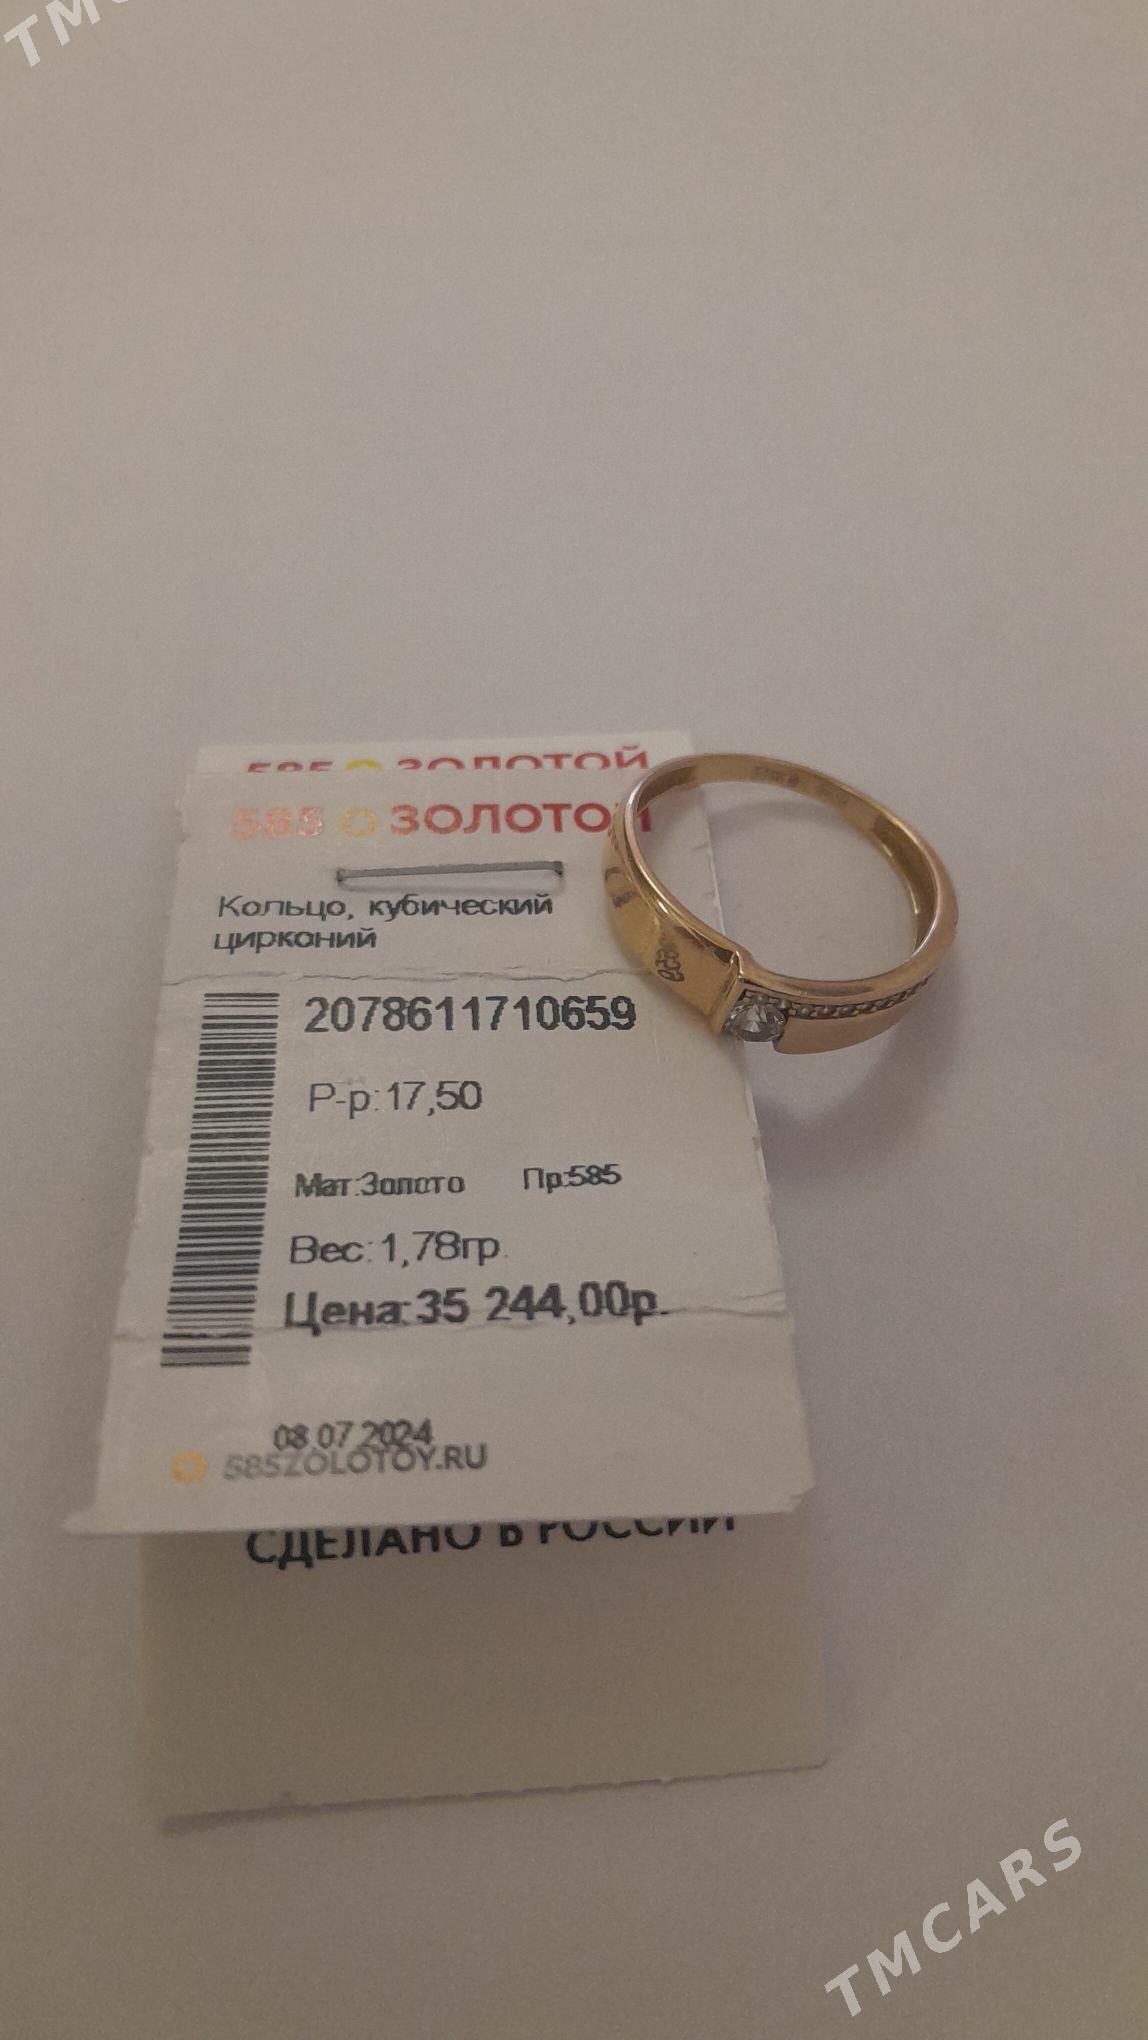 585 ЗОЛОТОЙ
585 ЗОЛОТОЙ
Кольцо, кубический
цирконий
2078611710659
Р-р:17,50
Мат:Золото Пр:585
Вес:1,78гр.
Цена:35 244,00р.
08.07.2024
585ZOLOTOY.RU
СДЕЛАНО В РОССИИ
TMCARS